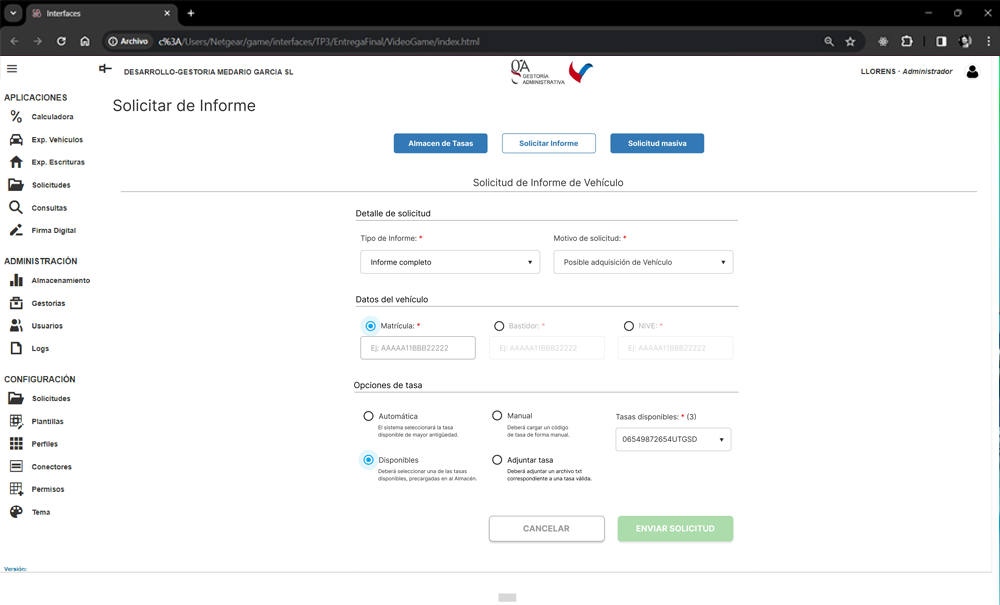 Interfaces
Archivo
c%3A/Users/Netgear/game/interfaces/TP3/EntregaFinal/VideoGame/index.html
DESARROLLO-GESTORIA MEDARIO GARCIA SL
GA
GESTORÍA
ADMINISTRATIVA
LLORENS - Administrador
APLICACIONES
Calculadora
Exp. Vehículos
Exp. Escrituras
Solicitudes
Consultas
Firma Digital
ADMINISTRACIÓN
Almacenamiento
Gestorías
Usuarios
Logs
CONFIGURACIÓN
Solicitudes
Plantillas
Perfiles
Conectores
Permisos
Tema
Versión:
Solicitar de Informe
Almacen de Tasas
Solicitar Informe
Solicitud masiva
Solicitud de Informe de Vehículo
Detalle de solicitud
Tipo de Informe: *
Motivo de solicitud: *
Informe completo
Posible adquisición de Vehículo
Datos del vehículo
Matrícula: *
Bastidor: *
NIVE: *
Ej: AAAAA11BBB22222
Ej: AAAAA11BBB22222
Ej: AAAAA11BBB22222
Opciones de tasa
Automática
El sistema seleccionará la tasa
disponible de mayor antigüedad.
Manual
Deberá cargar un código
de tasa de forma manual.
Tasas disponibles: * (3)
06549872654UTGSD
Disponibles
Deberá seleccionar una de las tasas
disponibles, precargadas en al Almacén.
Adjuntar tasa
Deberá adjuntar un archivo txt
correspondiente a una tasa válida.
CANCELAR
ENVIAR SOLICITUD